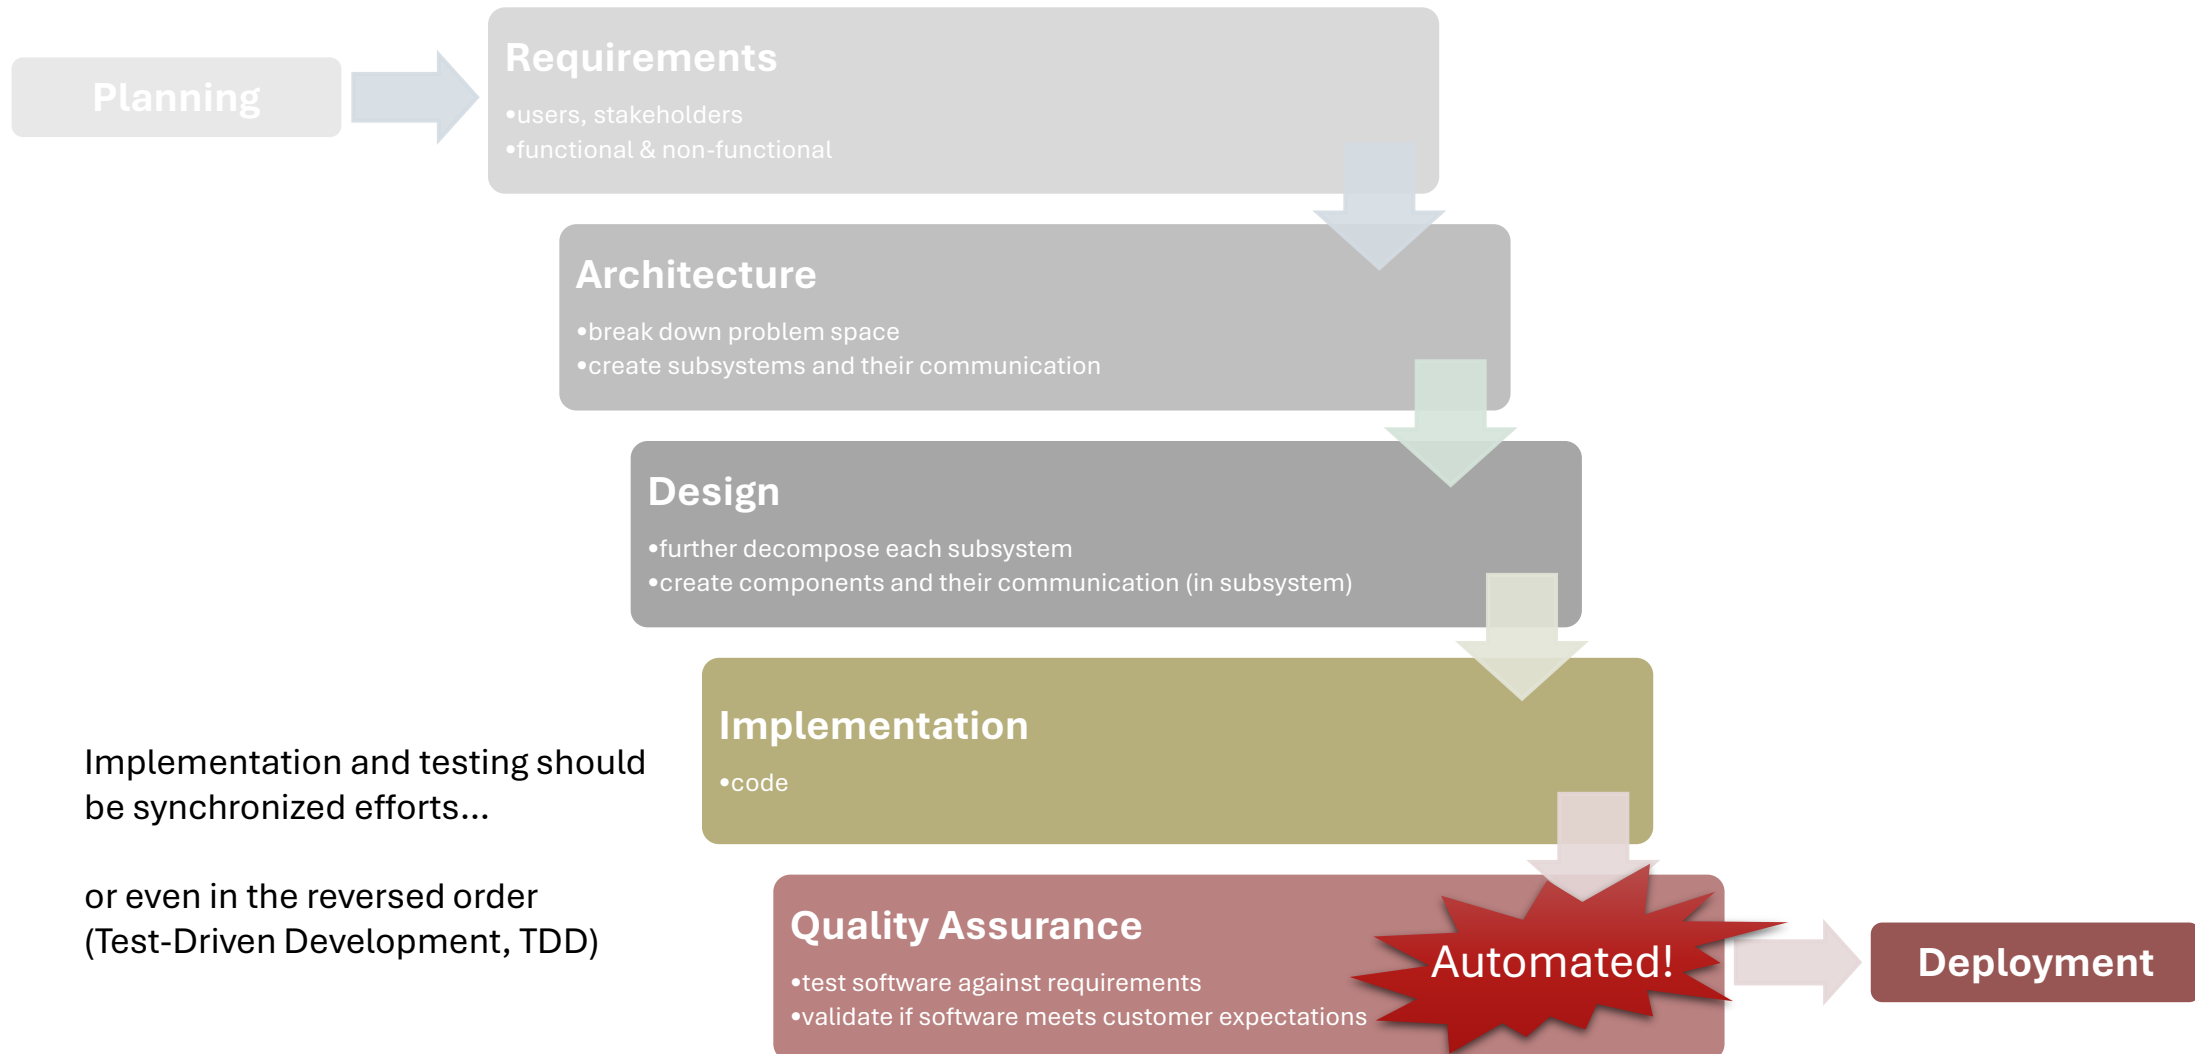 Planning
Requirements
•users, stakeholders
•functional & non-functional
Architecture
•break down problem space
•create subsystems and their communication
Design
•further decompose each subsystem
•create components and their communication (in subsystem)
Implementation
•code
Implementation and testing should
be synchronized efforts...
or even in the reversed order
(Test-Driven Development, TDD)
Quality Assurance
•test software against requirements
•validate if software meets customer expectations
Automated!
Deployment